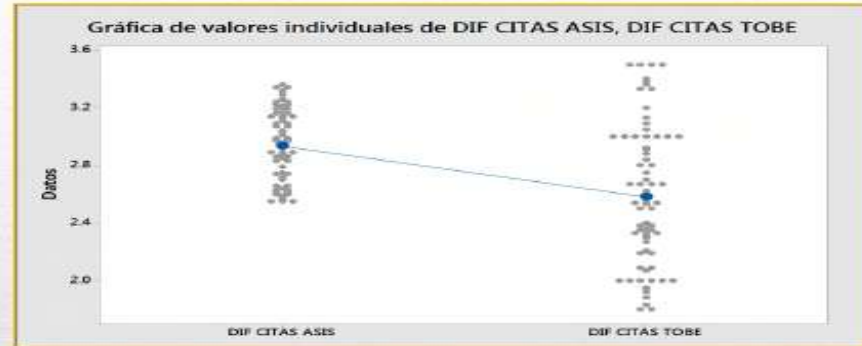 Gráfica de valores individuales de DIF CITAS ASIS, DIF CITAS TOBE
3.6
3.2
2.8
2.4
2.0
Datos
DIF CITAS ASIS
DIF CITAS TOBE